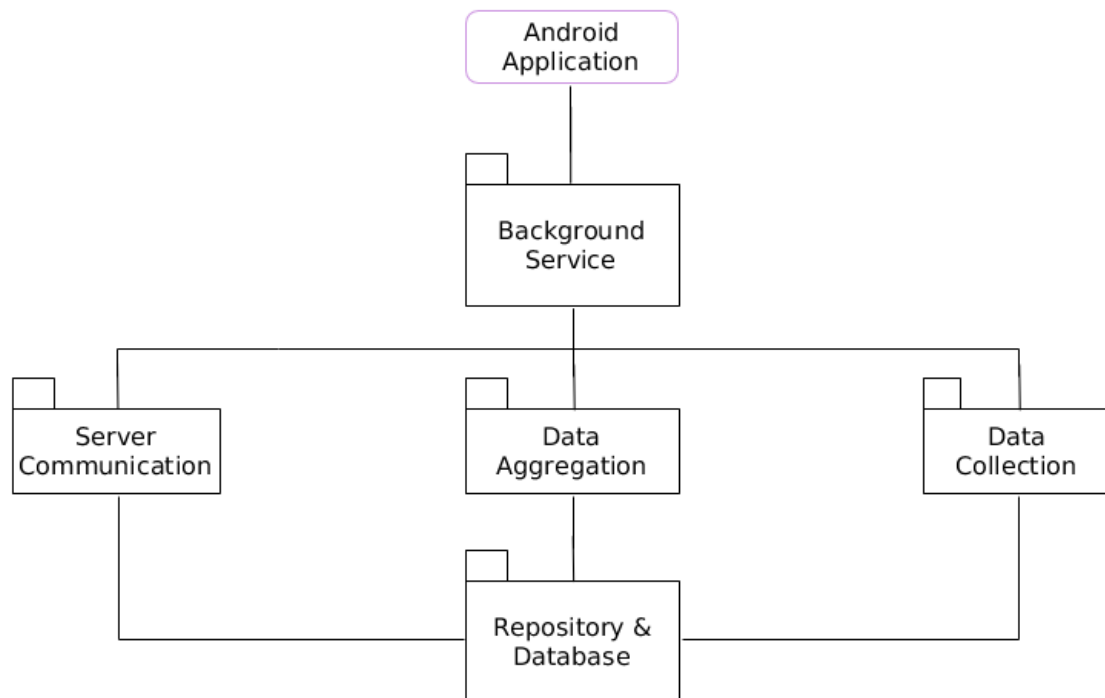 Android
Application
Background
Service
Server
Communication
Data
Aggregation
Data
Collection
Repository &
Database